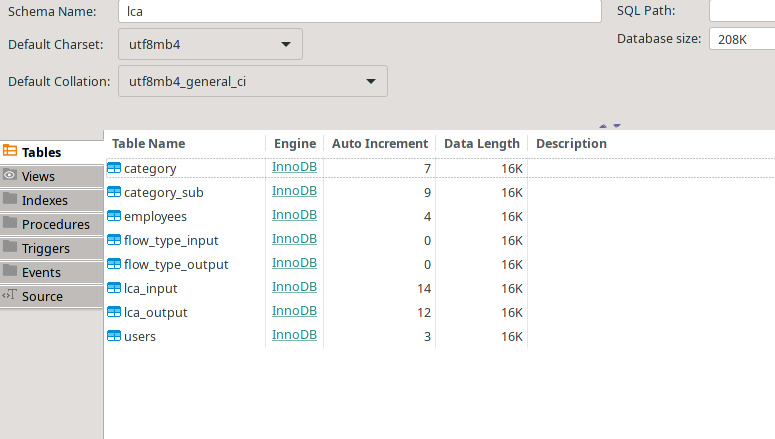 Schema Name: lca SQL Path:
Default Charset: utf8mb4 Database size: 208K
Default Collation: utf8mb4_general_ci
Tables
Views
Indexes
Procedures
Triggers
Events
Source
Table Name Engine Auto Increment Data Length Description
category InnoDB 7 16K
category_sub InnoDB 9 16K
employees InnoDB 4 16K
flow_type_input InnoDB 0 16K
flow_type_output InnoDB 0 16K
lca_input InnoDB 14 16K
lca_output InnoDB 12 16K
users InnoDB 3 16K